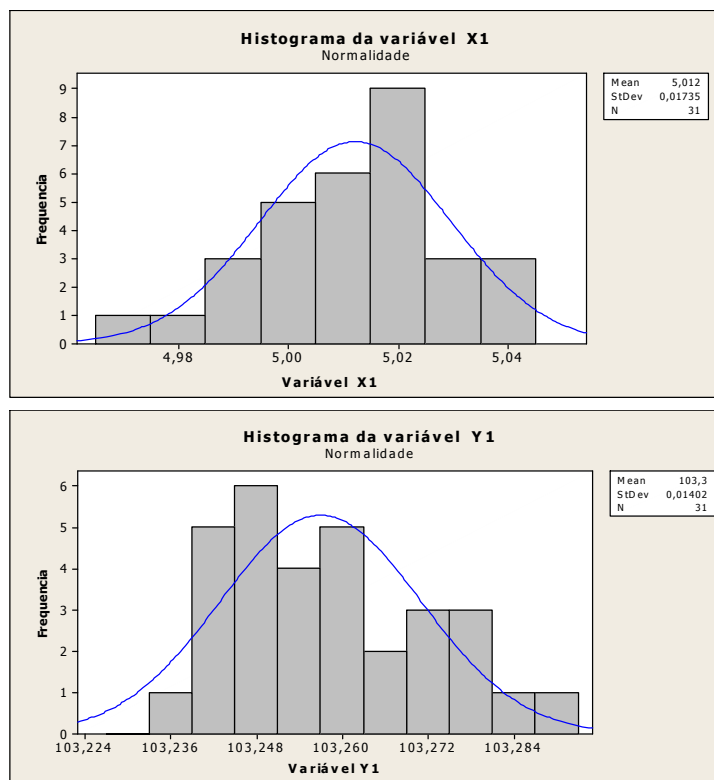 Histograma da variável X1
Normalidade
Mean 5,012
StDev 0,01735
N 31
9
8
7
6
5
4
3
2
1
0
Frequencia
4,98 5,00 5,02 5,04
Variável X1
Histograma da variável Y1
Normalidade
Mean 103,3
StDev 0,01402
N 31
6
5
4
3
2
1
0
Frequencia
103,224 103,236 103,248 103,260 103,272 103,284
Variável Y1